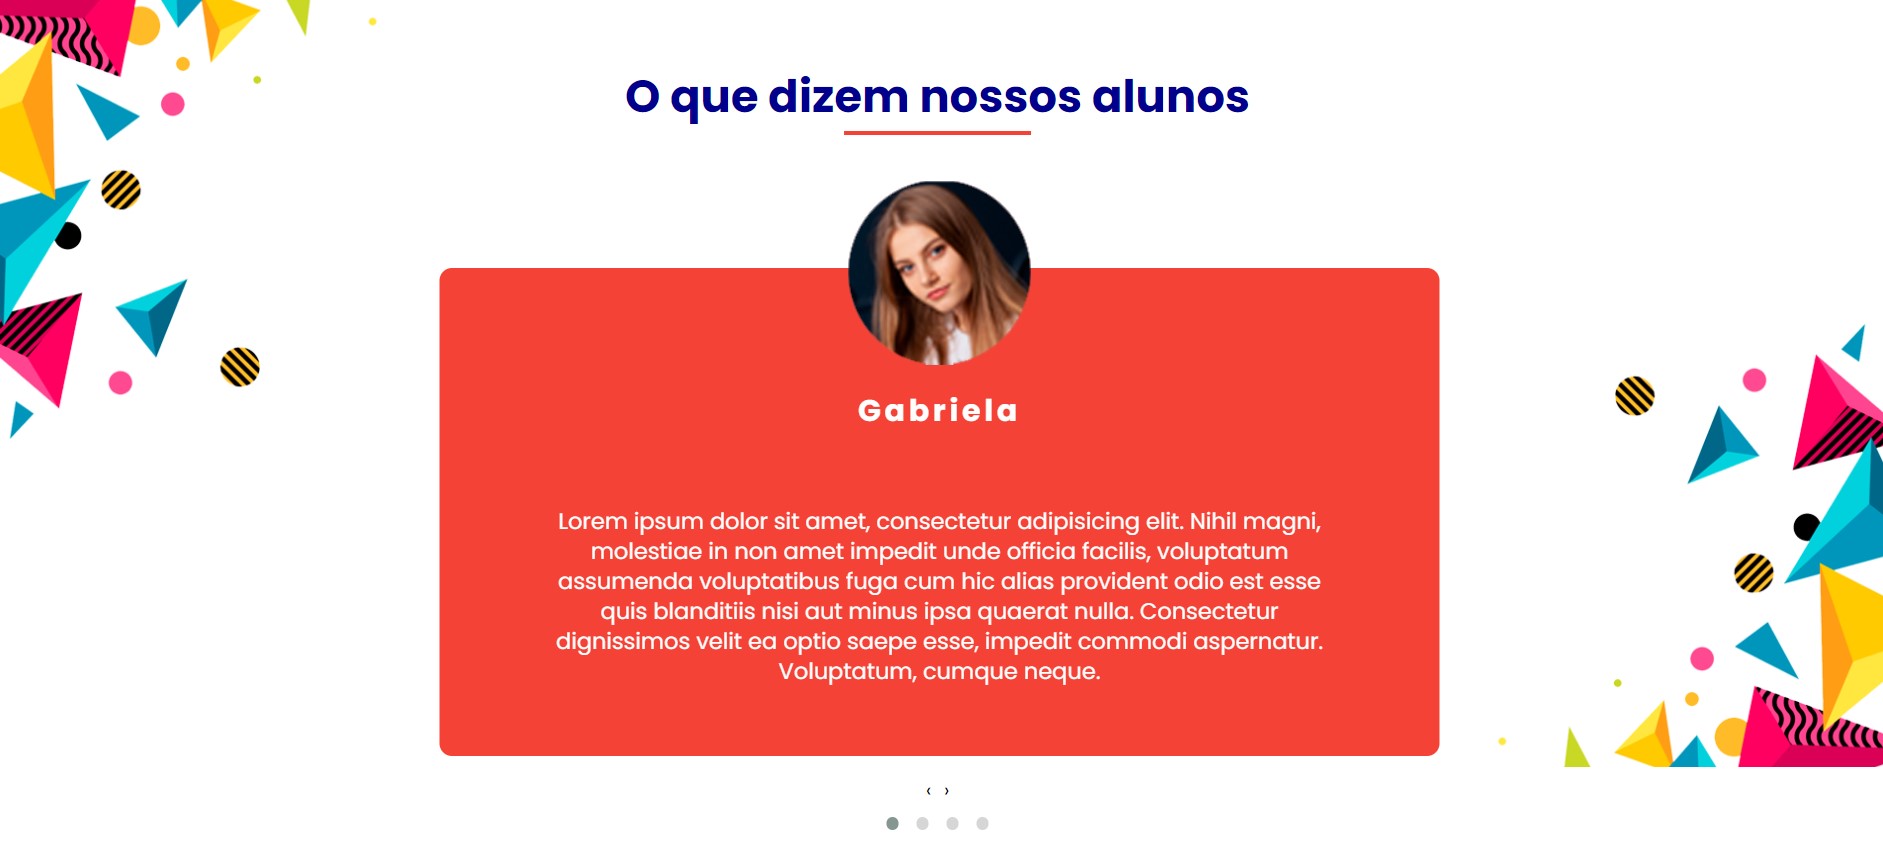 O que dizem nossos alunos
Gabriela
Lorem ipsum dolor sit amet, consectetur adipisicing elit. Nihil magni,
molestiae in non amet impedit unde officia facilis, voluptatum
assumenda voluptatibus fuga cum hic alias provident odio est esse
quis blanditiis nisi aut minus ipsa quaerat nulla. Consectetur
dignissimos velit ea optio saepe esse, impedit commodi aspernatur.
Voluptatum, cumque neque.
‹ ›